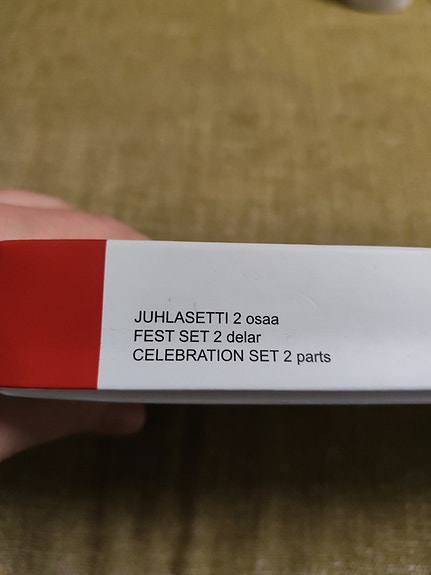 JUHLASETTI 2 osaa
FEST SET 2 delar
CELEBRATION SET 2 parts